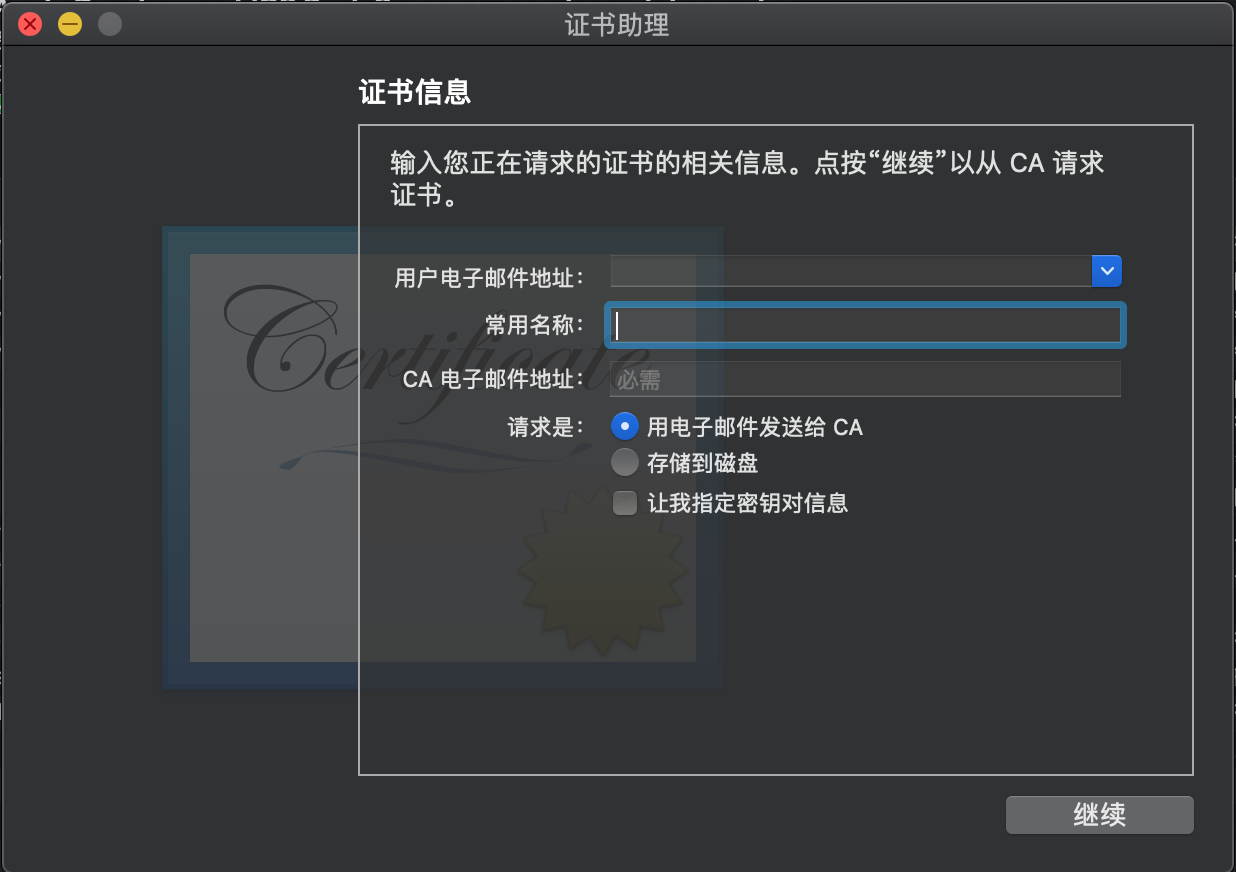 证书助理
证书信息
输入您正在请求的证书的相关信息。点按“继续”以从 CA 请求
证书。
用户电子邮件地址：
常用名称：
CA 电子邮件地址： 必需
请求是： 用电子邮件发送给 CA
存储到磁盘
让我指定密钥对信息
Certificate
继续